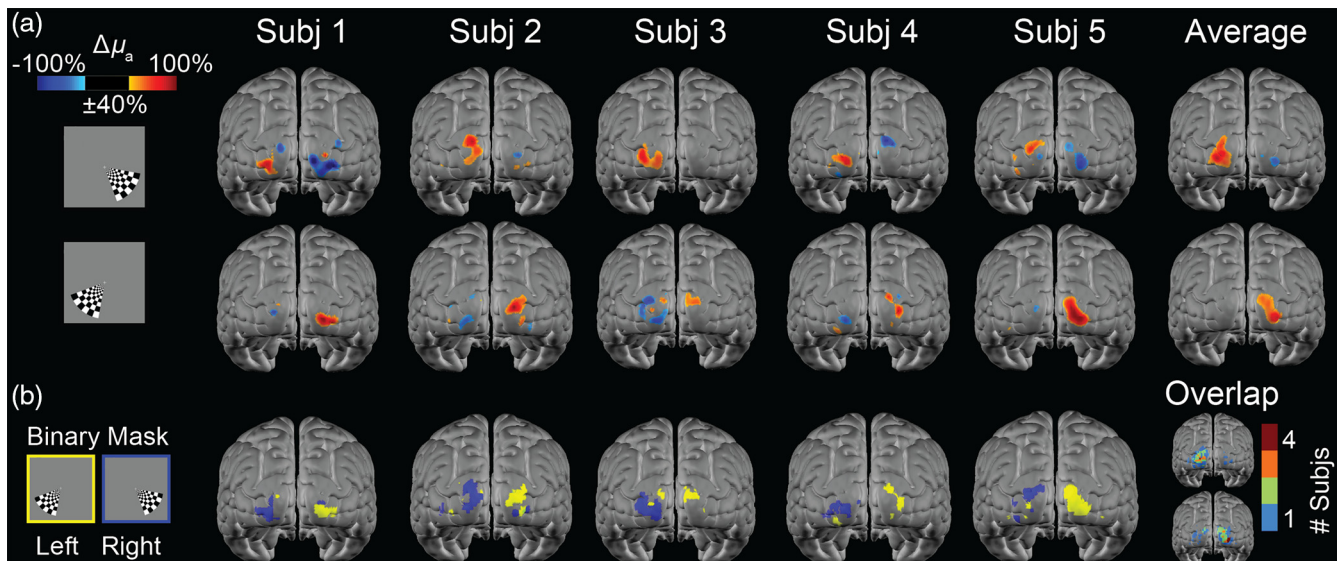 (a)
Subj 1 Subj 2 Subj 3 Subj 4 Subj 5 Average
Δμa
-100% 100%
±40%
(b)
Overlap
Binary Mask
4
1
# Subjs
Left Right